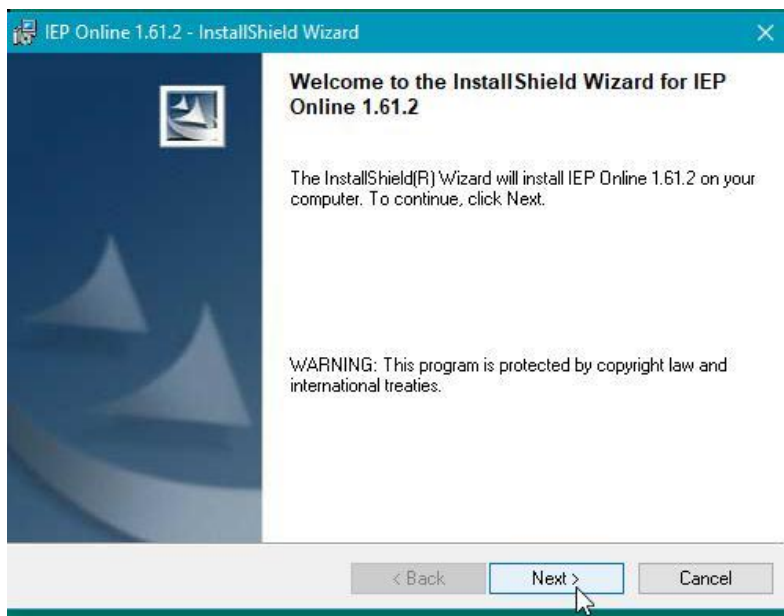 IEP Online 1.61.2 - InstallShield Wizard
Welcome to the InstallShield Wizard for IEP
Online 1.61.2
The InstallShield(R) Wizard will install IEP Online 1.61.2 on your
computer. To continue, click Next.
WARNING: This program is protected by copyright law and
international treaties.
< Back Next > Cancel